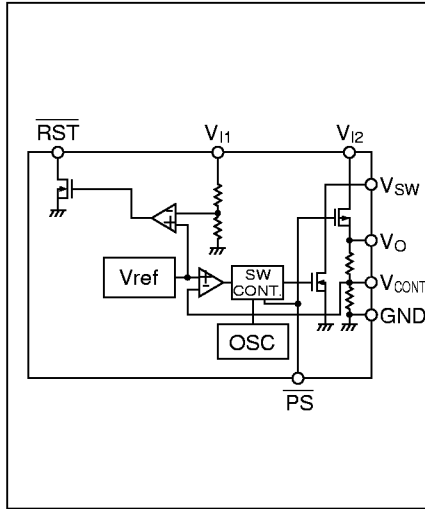 RST
VI1
VI2
VSW
VO
VCONT
GND
Vref
SW
CONT.
OSC
PS
- +
+ -